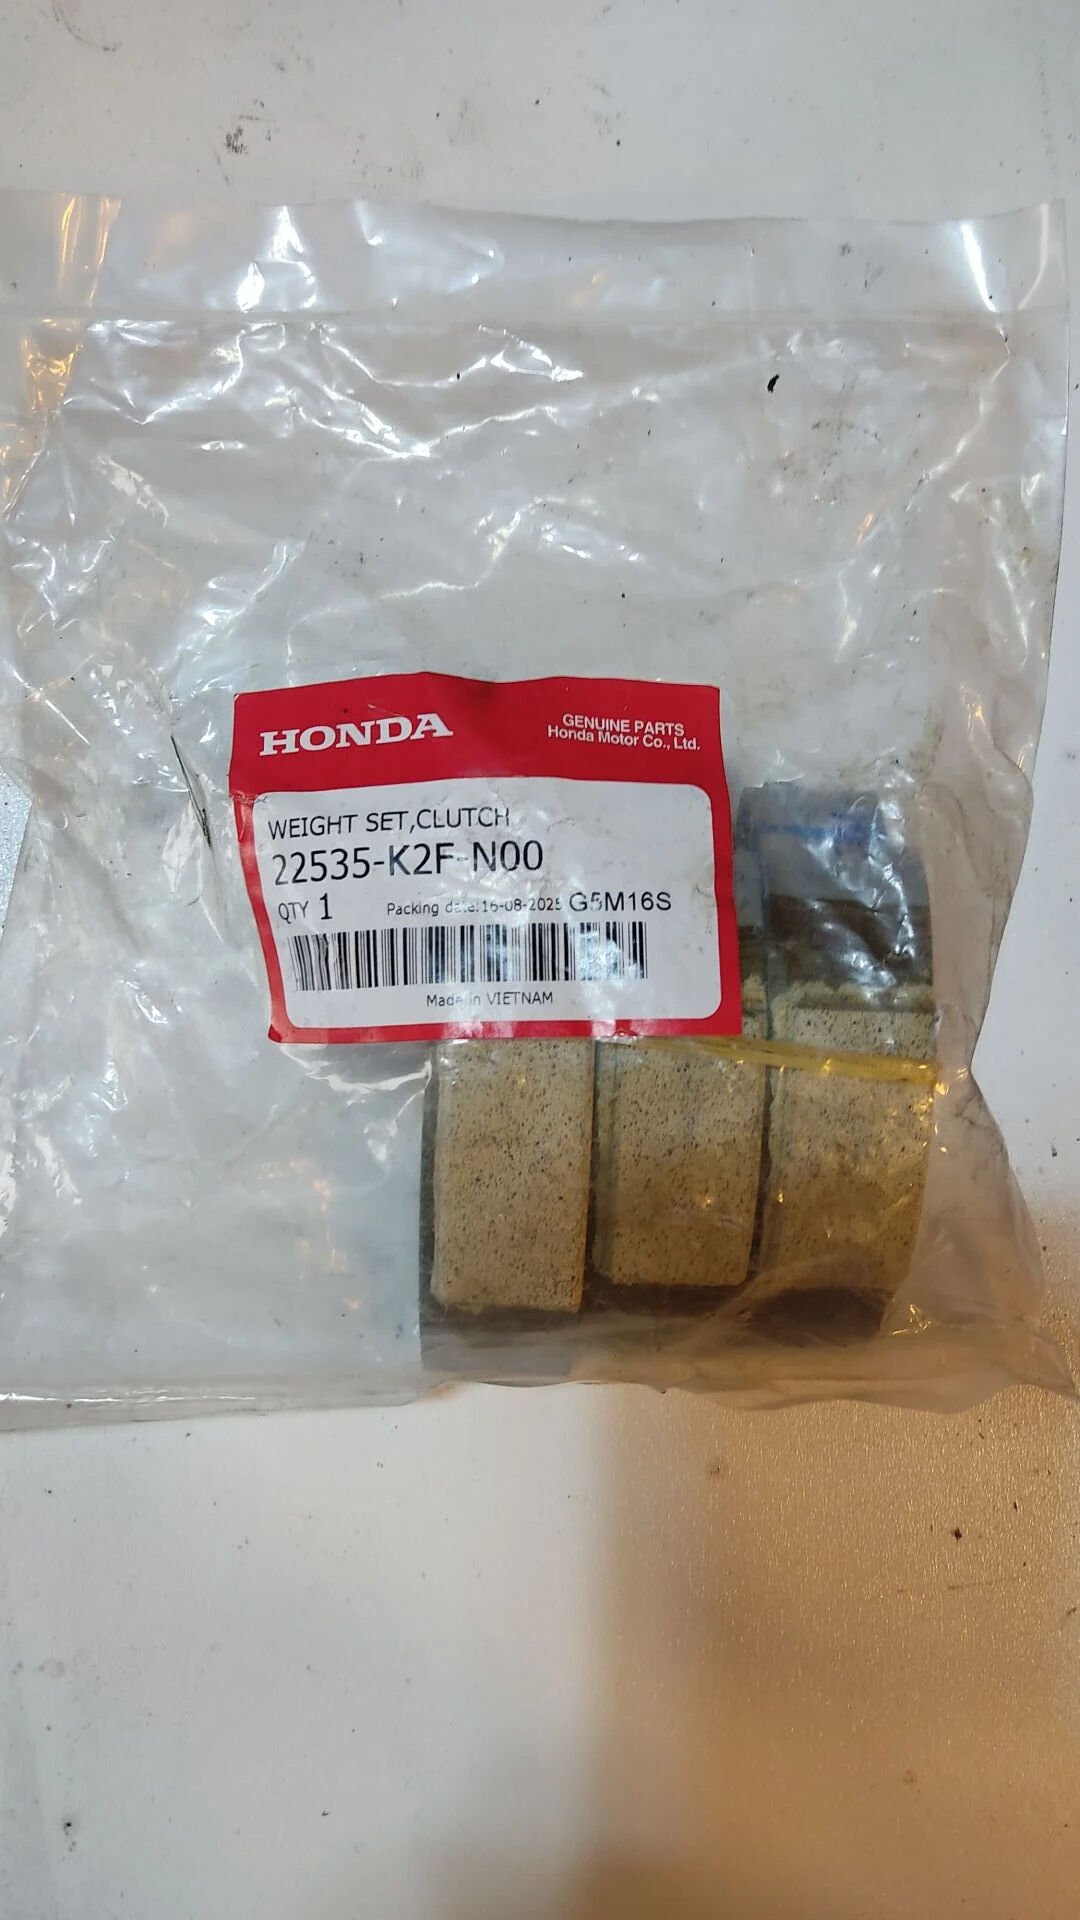 HONDA
GENUINE PARTS
Honda Motor Co., Ltd.
WEIGHT SET,CLUTCH
22535-K2F-N00
QTY 1 Packing date:16-08-2025 G5M16S
Made in VIETNAM